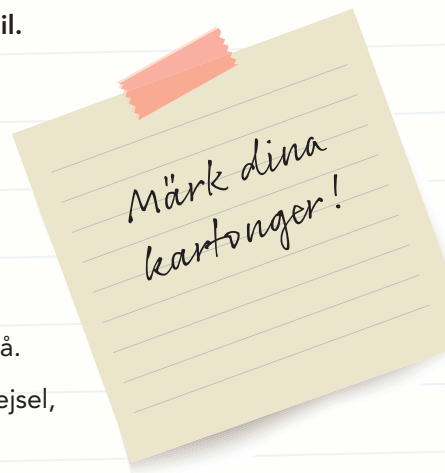 il.
Märk dina
kartonger!
å.
ejsel,